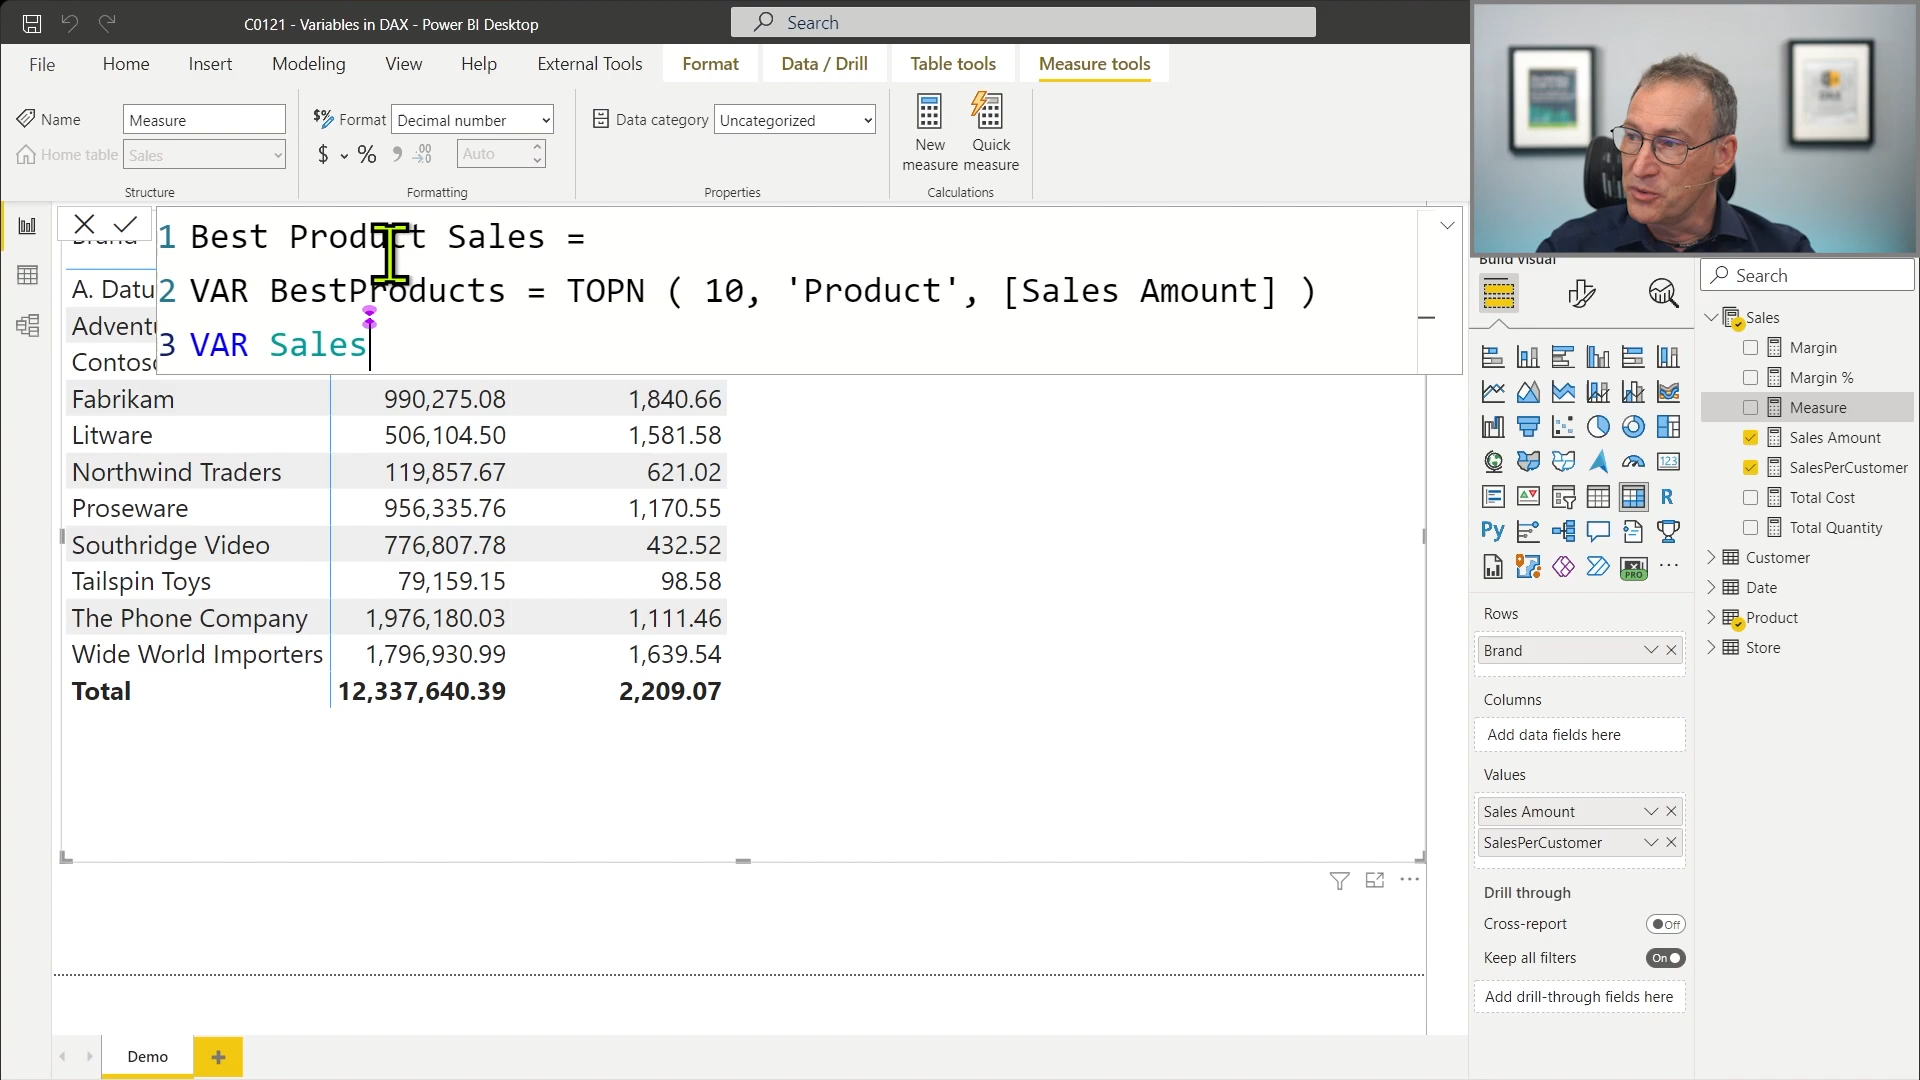 C0121 - Variables in DAX - Power BI Desktop
Search
File
Home
Insert
Modeling
View
Help
External Tools
Format
Data / Drill
Table tools
Measure tools
Name
Measure
Home table
Sales
Structure
Format
Decimal number
$
%
Auto
Formatting
Data category
Uncategorized
Properties
New measure
Quick measure
Calculations
1 Best Product Sales =
2 VAR BestProducts = TOPN ( 10, 'Product', [Sales Amount] )
3 VAR Sales
A. Datu
Advent
Contos
Fabrikam 990,275.08 1,840.66
Litware 506,104.50 1,581.58
Northwind Traders 119,857.67 621.02
Proseware 956,335.76 1,170.55
Southridge Video 776,807.78 432.52
Tailspin Toys 79,159.15 98.58
The Phone Company 1,976,180.03 1,111.46
Wide World Importers 1,796,930.99 1,639.54
Total 12,337,640.39 2,209.07
Demo
Build visual
123
R
Py
PRO
Rows
Brand
Columns
Add data fields here
Values
Sales Amount
SalesPerCustomer
Drill through
Cross-report
Off
Keep all filters
On
Add drill-through fields here
Search
Sales
Margin
Margin %
Measure
Sales Amount
SalesPerCustomer
Total Cost
Total Quantity
Customer
Date
Product
Store